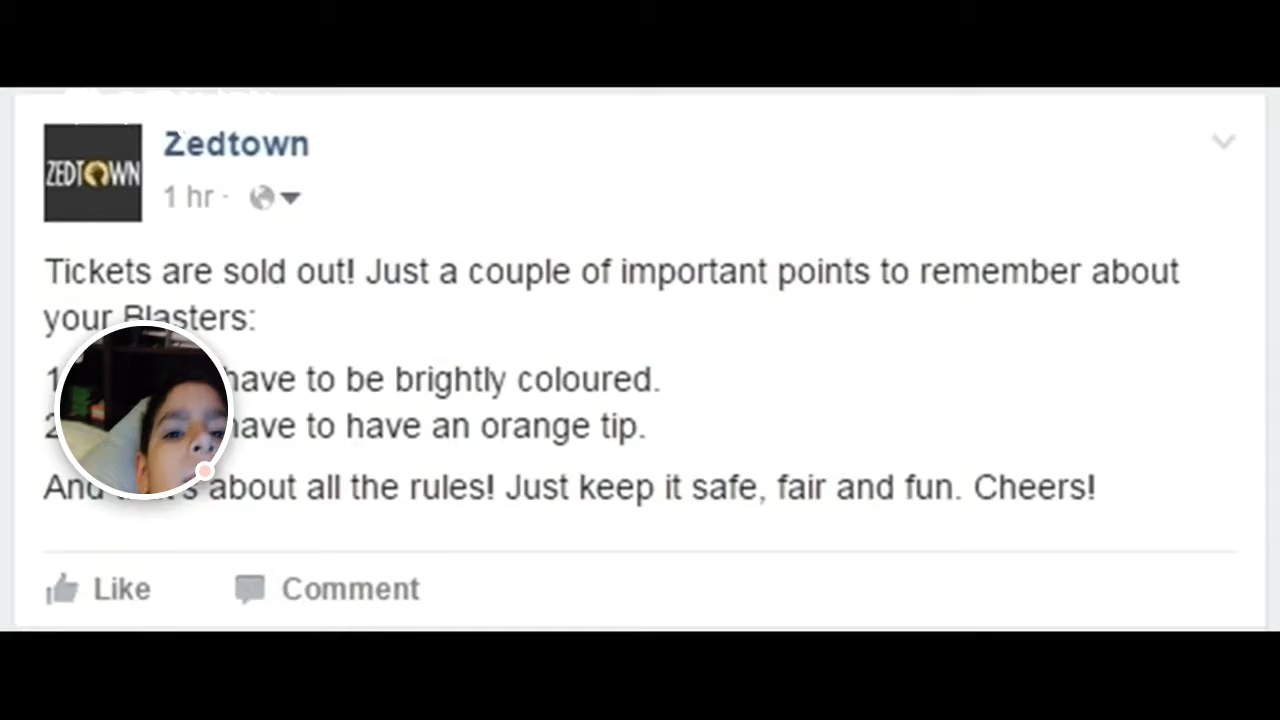 ZEDTOWN
Zedtown
1 hr ·
Tickets are sold out! Just a couple of important points to remember about
your Blasters:
1 have to be brightly coloured.
2 have to have an orange tip.
And about all the rules! Just keep it safe, fair and fun. Cheers!
Like Comment